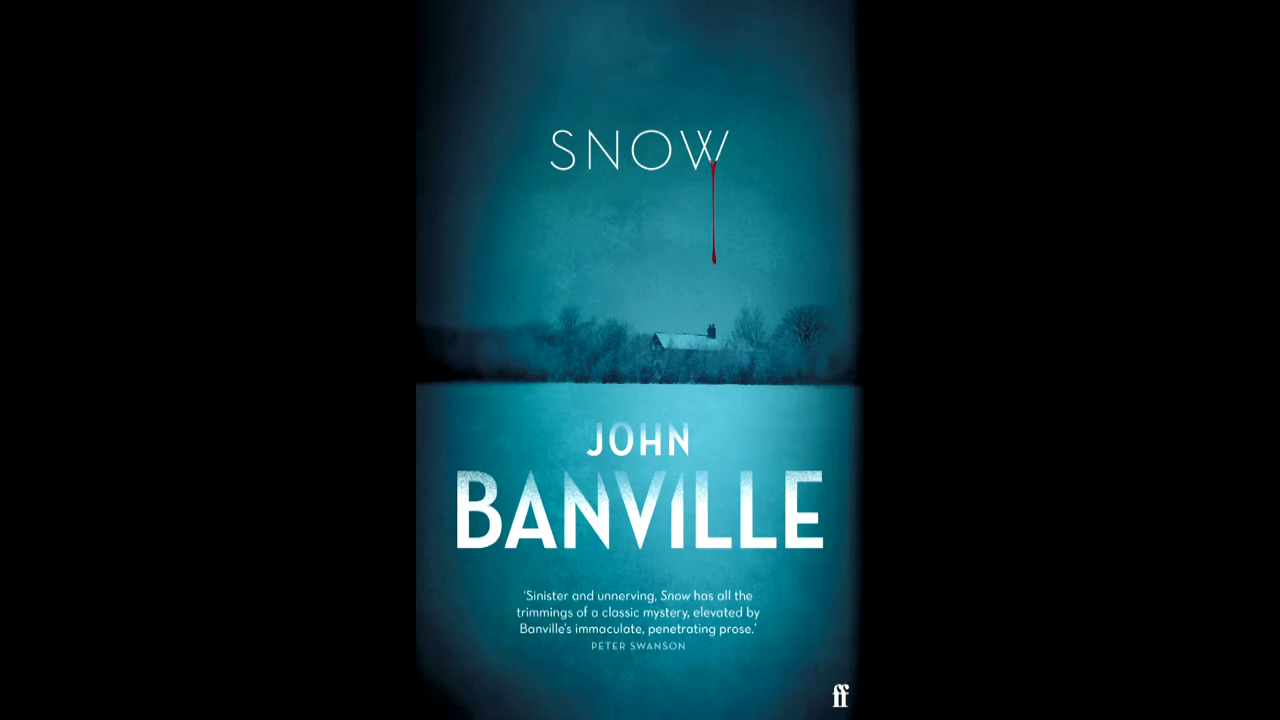 SNOW
JOHN
BANVILLE
‘Sinister and unnerving, Snow has all the
trimmings of a classic mystery, elevated by
Banville’s immaculate, penetrating prose.’
PETER SWANSON
ff